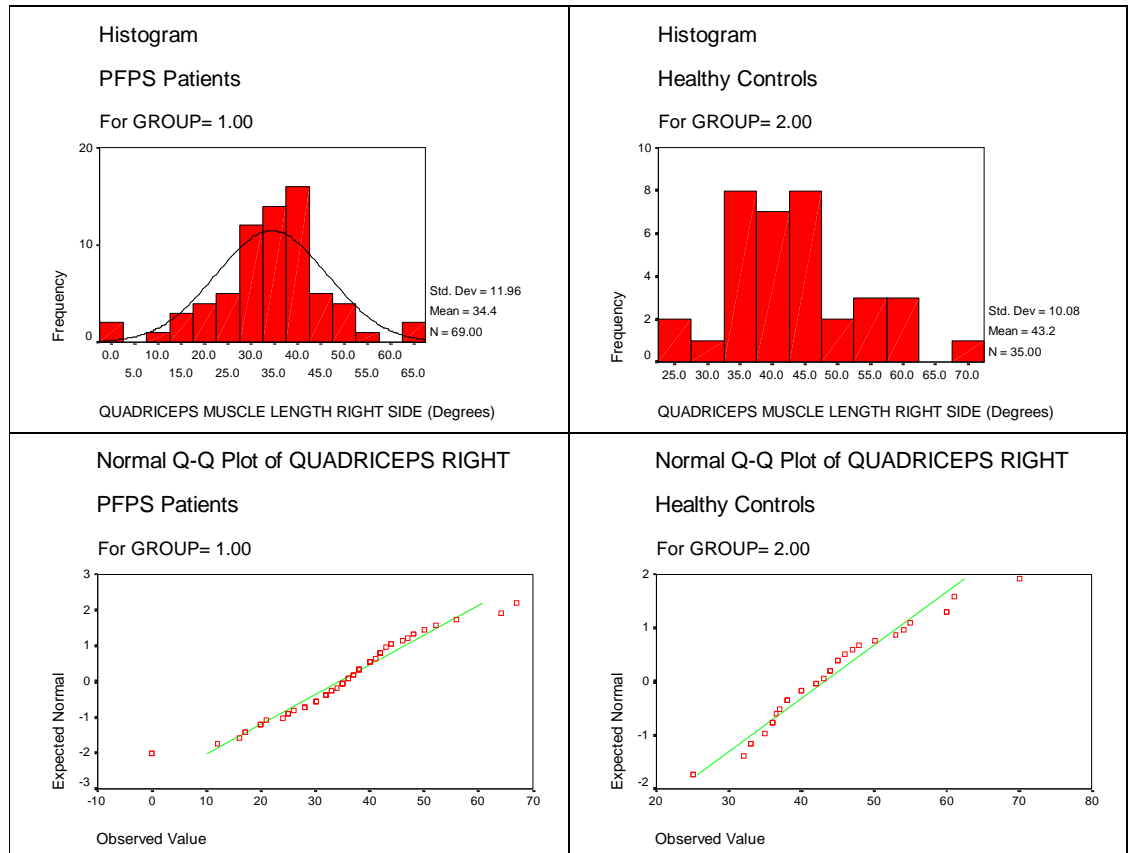 Histogram
PFPS Patients
For GROUP= 1.00
20
10
0
Frequency
Std. Dev = 11.96
Mean = 34.4
N = 69.00
0.0 10.0 20.0 30.0 40.0 50.0 60.0
5.0 15.0 25.0 35.0 45.0 55.0 65.0
QUADRICEPS MUSCLE LENGTH RIGHT SIDE (Degrees)
Histogram
Healthy Controls
For GROUP= 2.00
10
8
6
4
2
0
Frequency
Std. Dev = 10.08
Mean = 43.2
N = 35.00
25.0 30.0 35.0 40.0 45.0 50.0 55.0 60.0 65.0 70.0
QUADRICEPS MUSCLE LENGTH RIGHT SIDE (Degrees)
Normal Q-Q Plot of QUADRICEPS RIGHT
PFPS Patients
For GROUP= 1.00
3
2
1
0
-1
-2
-3
Expected Normal
-10 0 10 20 30 40 50 60 70
Observed Value
Normal Q-Q Plot of QUADRICEPS RIGHT
Healthy Controls
For GROUP= 2.00
2
1
0
-1
-2
Expected Normal
20 30 40 50 60 70 80
Observed Value